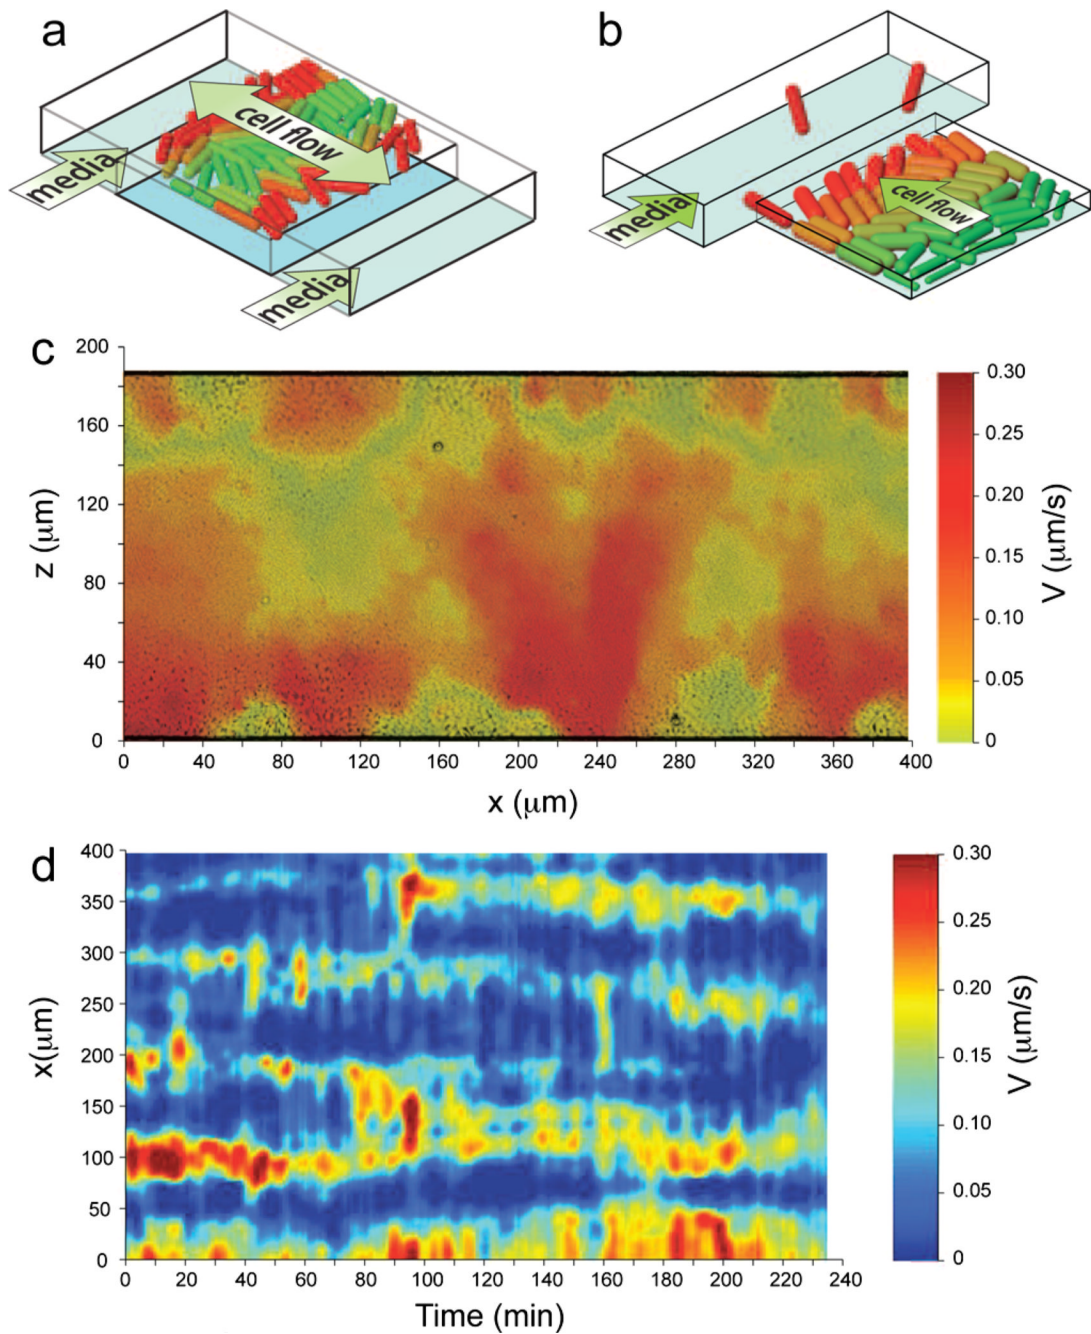 a
b
cell flow
media
media
cell flow
media
c
200
160
120
80
40
0
z (μm)
0 40 80 120 160 200 240 280 320 360 400
x (μm)
0.30
0.25
0.20
0.15
0.10
0.05
0
V (μm/s)
d
400
350
300
250
200
150
100
50
0
x(μm)
0 20 40 60 80 100 120 140 160 180 200 220 240
Time (min)
0.30
0.25
0.20
0.15
0.10
0.05
0
V (μm/s)